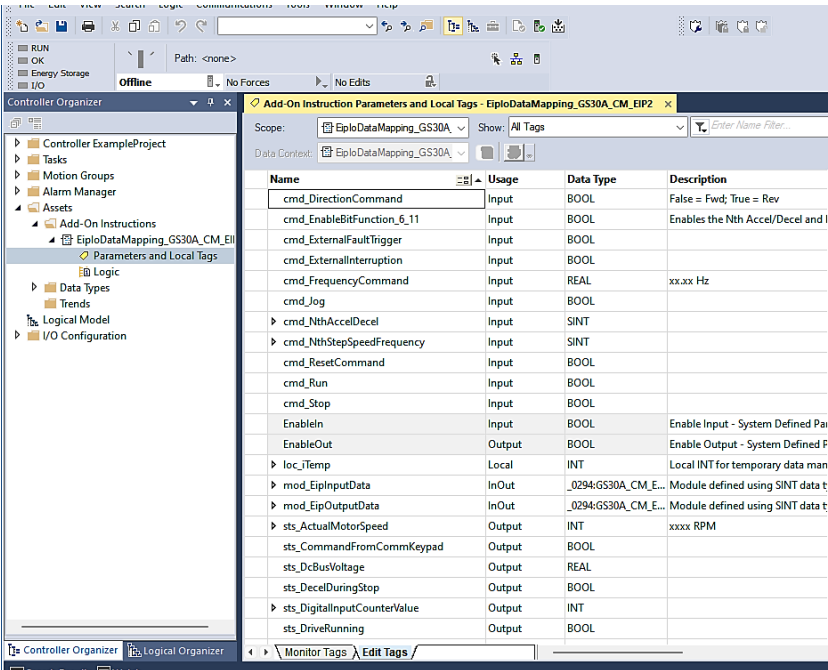 RUN
OK
Energy Storage
I/O
Path: <none>
Offline
No Forces
No Edits
Controller Organizer
Controller ExampleProject
Tasks
Motion Groups
Alarm Manager
Assets
Add-On Instructions
EipIoDataMapping_GS30A_CM_EII
Parameters and Local Tags
Logic
Data Types
Trends
Logical Model
I/O Configuration
Controller Organizer
Logical Organizer
Add-On Instruction Parameters and Local Tags - EipIoDataMapping_GS30A_CM_EIP2
Scope: EipIoDataMapping_GS30A_ Show: All Tags Enter Name Filter...
Data Context: EipIoDataMapping_GS30A_
Name Usage Data Type Description
cmd_DirectionCommand Input BOOL False = Fwd; True = Rev
cmd_EnableBitFunction_6_11 Input BOOL Enables the Nth Accel/Decel and
cmd_ExternalFaultTrigger Input BOOL
cmd_ExternalInterruption Input BOOL
cmd_FrequencyCommand Input REAL xx.xx Hz
cmd_Jog Input BOOL
cmd_NthAccelDecel Input SINT
cmd_NthStepSpeedFrequency Input SINT
cmd_ResetCommand Input BOOL
cmd_Run Input BOOL
cmd_Stop Input BOOL
EnableIn Input BOOL Enable Input - System Defined Par
EnableOut Output BOOL Enable Output - System Defined P
loc_iTemp Local INT Local INT for temporary data man
mod_EipInputData InOut _0294:GS30A_CM_E... Module defined using SINT data t
mod_EipOutputData InOut _0294:GS30A_CM_E... Module defined using SINT data t
sts_ActualMotorSpeed Output INT xxxx RPM
sts_CommandFromCommKeypad Output BOOL
sts_DcBusVoltage Output REAL
sts_DecelDuringStop Output BOOL
sts_DigitalInputCounterValue Output INT
sts_DriveRunning Output BOOL
Monitor Tags Edit Tags